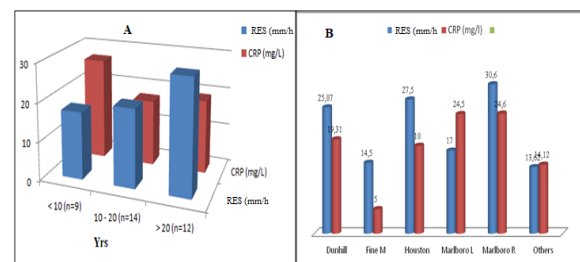 A
RES (mm/h
CRP (mg/L)
30
20
10
0
CRP (mg/L)
RES (mm/h
< 10 (n=9)
10 - 20 (n=14)
> 20 (n=12)
Yrs
B
RES (mm/h
CRP (mg/l)
25,87
19,31
14,5
5
27,5
18
17
24,5
30,6
24,6
14,12
Dunhill
Fine M
Houston
Marlboro L
Marlboro R
Others